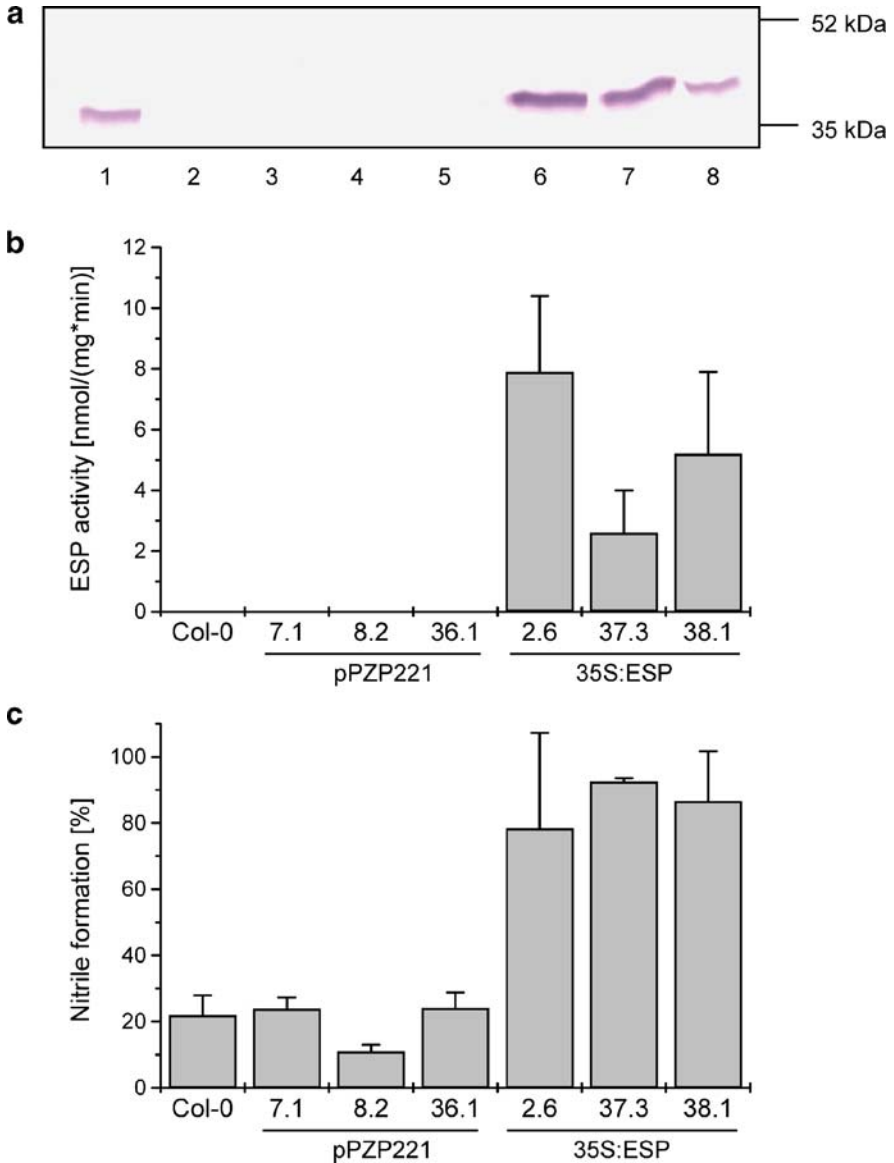 a
52 kDa
35 kDa
1 2 3 4 5 6 7 8
b
ESP activity [nmol/(mg*min)]
12
10
8
6
4
2
0
Col-0 7.1 8.2 36.1 2.6 37.3 38.1
pPZP221 35S:ESP
c
Nitrile formation [%]
100
80
60
40
20
0
Col-0 7.1 8.2 36.1 2.6 37.3 38.1
pPZP221 35S:ESP